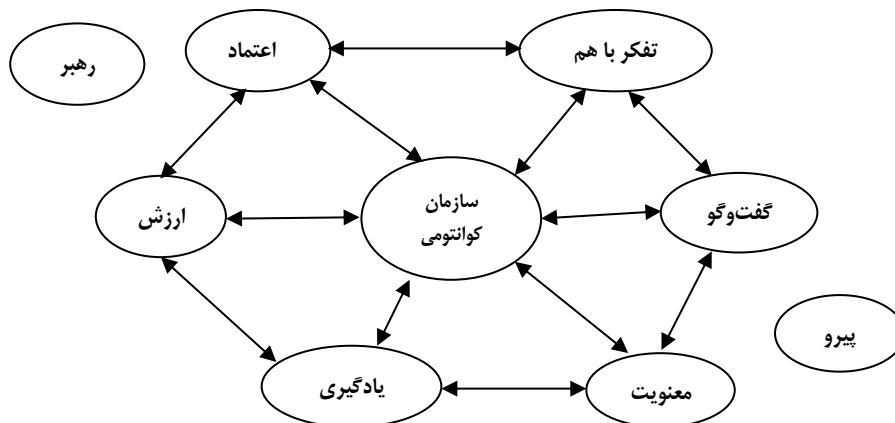 تفکر با هم
اعتماد
رهبر
سازمان
کوانتومی
گفت‌وگو
ارزش
پیرو
معنویت
یادگیری